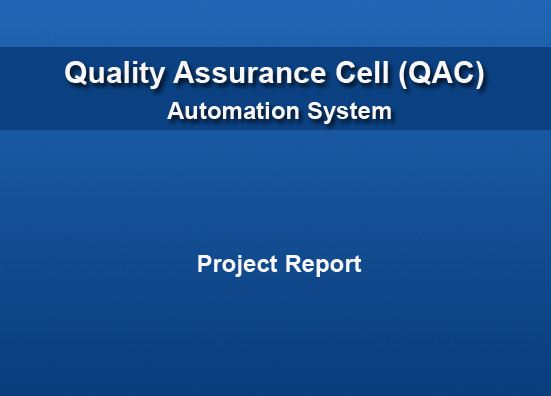 Quality Assurance Cell (QAC)
Automation System
Project Report